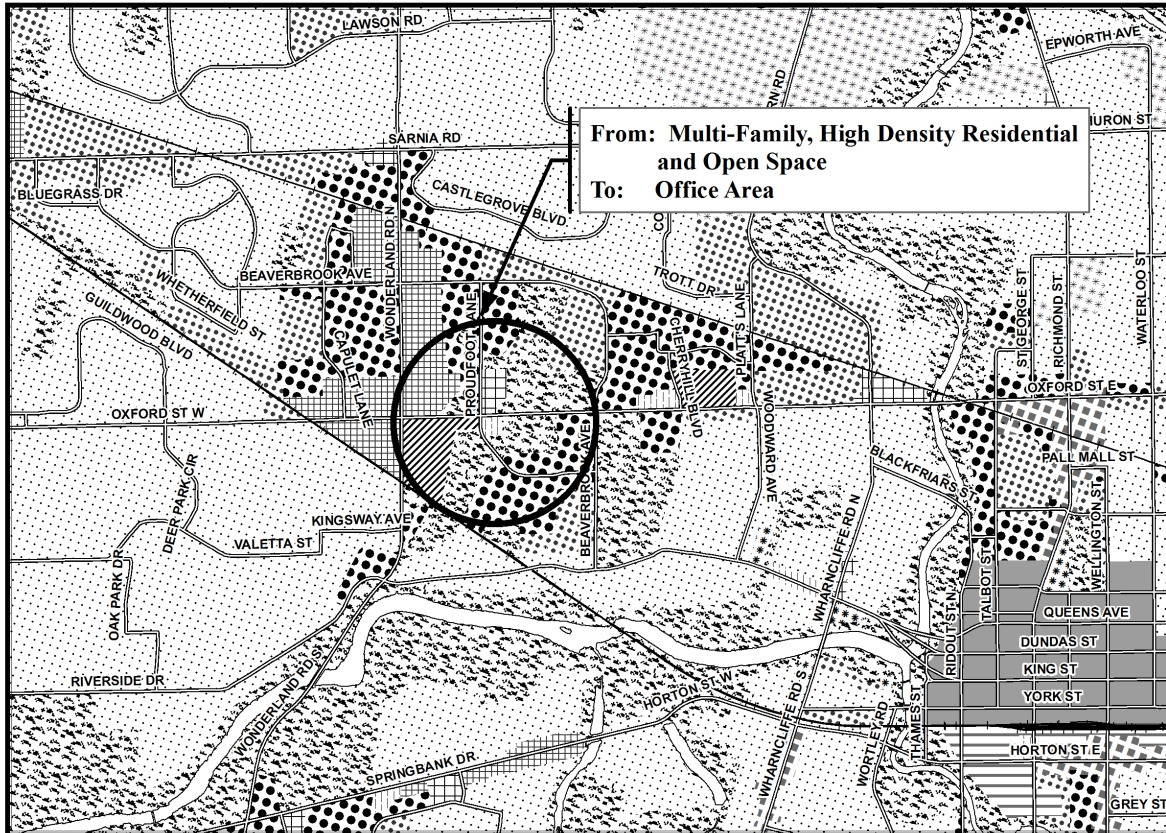 LAWSON RD
EPWORTH AVE
HURON ST
SARNIA RD
From: Multi-Family, High Density Residential
and Open Space
To: Office Area
BLUEGRASS DR
CASTLEGROVE BLVD
WONDERLAND RD N
BEAVERBROOK AVE
WHETHERFIELD ST
GUILDWOOD BLVD
TROTT DR
PLATT'S LANE
PROUDFOOT LANE
CAPULET LANE
CHERRYHILL BLVD
ST GEORGE ST
RICHMOND ST
WATERLOO ST
OXFORD ST W
OXFORD ST E
WOODWARD AVE
BEAVERBROOK AVE
BLACKFRIARS ST
PALL MALL ST
DEER PARK CIR
KINGSWAY AVE
VALETTA ST
OAK PARK DR
WHARNCLIFFE RD N
WELLINGTON ST
TALBOT ST
RIDOUT ST N
QUEENS AVE
DUNDAS ST
KING ST
YORK ST
RIVERSIDE DR
WONDERLAND RD S
HORTON ST W
WHARNCLIFFE RD S
WORTLEY RD
THAMES ST
HORTON ST E
SPRINGBANK DR
GREY ST